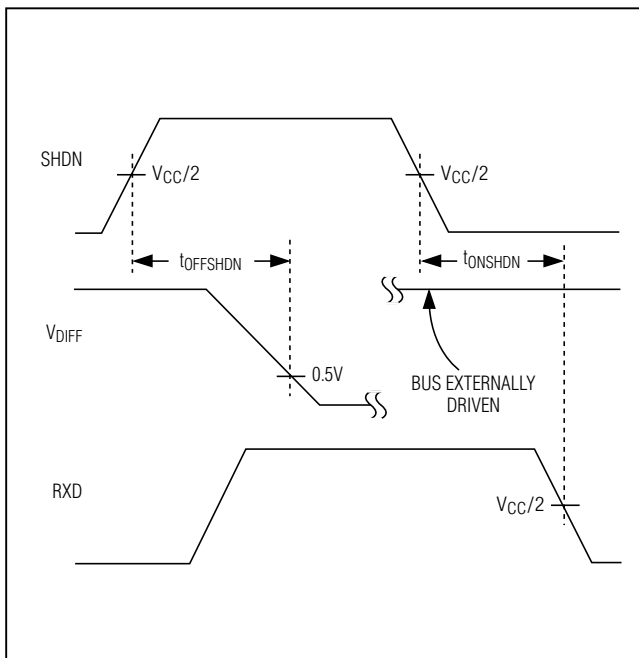 SHDN
VCC/2
VCC/2
tOFFSHDN
tONSHDN
VDIFF
0.5V
BUS EXTERNALLY
DRIVEN
RXD
VCC/2